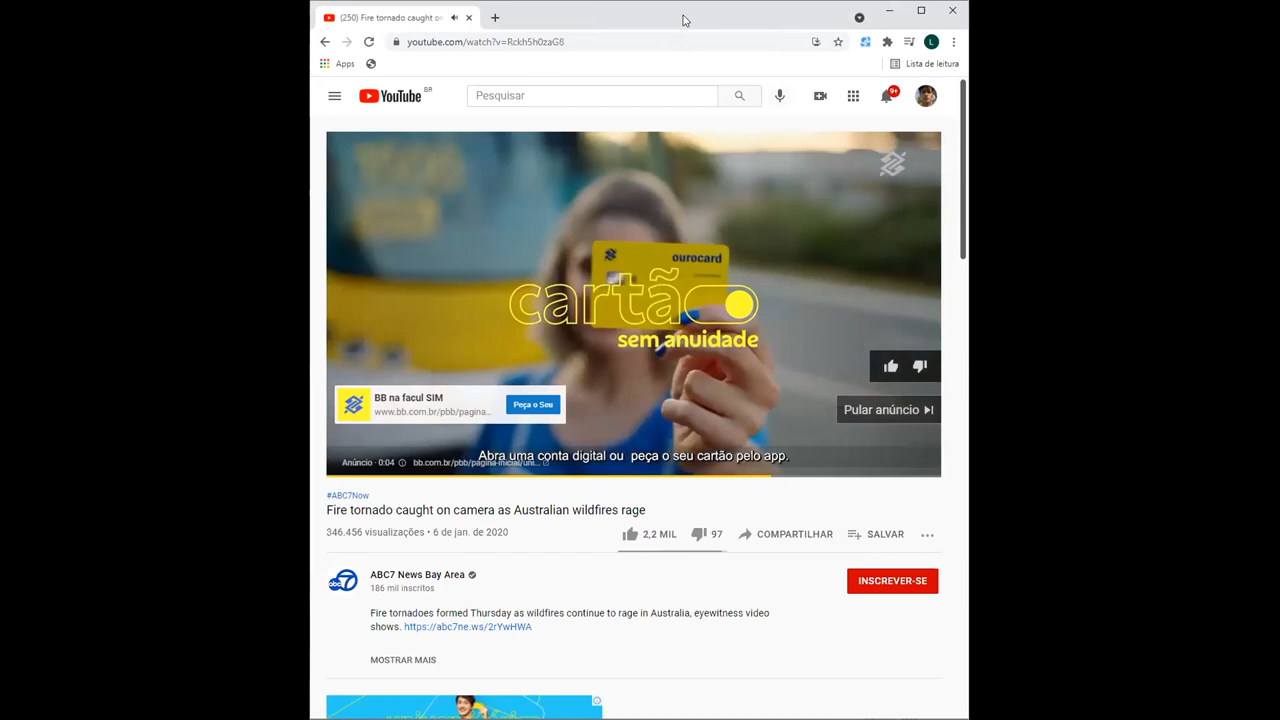 (250) Fire tornado caught on
youtube.com/watch?v=Rckh5h0zaG8
Apps
Lista de leitura
YouTube BR
Pesquisar
9+
L
ourocard
cartão
sem anuidade
BB na facul SIM
www.bb.com.br/pbb/pagina...
Peça o Seu
Pular anúncio
Abra uma conta digital ou peça o seu cartão pelo app.
Anúncio · 0:04 bb.com.br/pbb/pagina-inicial/uni...
#ABC7Now
Fire tornado caught on camera as Australian wildfires rage
346.456 visualizações • 6 de jan. de 2020
2,2 MIL 97 COMPARTILHAR SALVAR
abc 7
ABC7 News Bay Area
186 mil inscritos
INSCREVER-SE
Fire tornadoes formed Thursday as wildfires continue to rage in Australia, eyewitness video
shows. https://abc7ne.ws/2rYwHWA
MOSTRAR MAIS